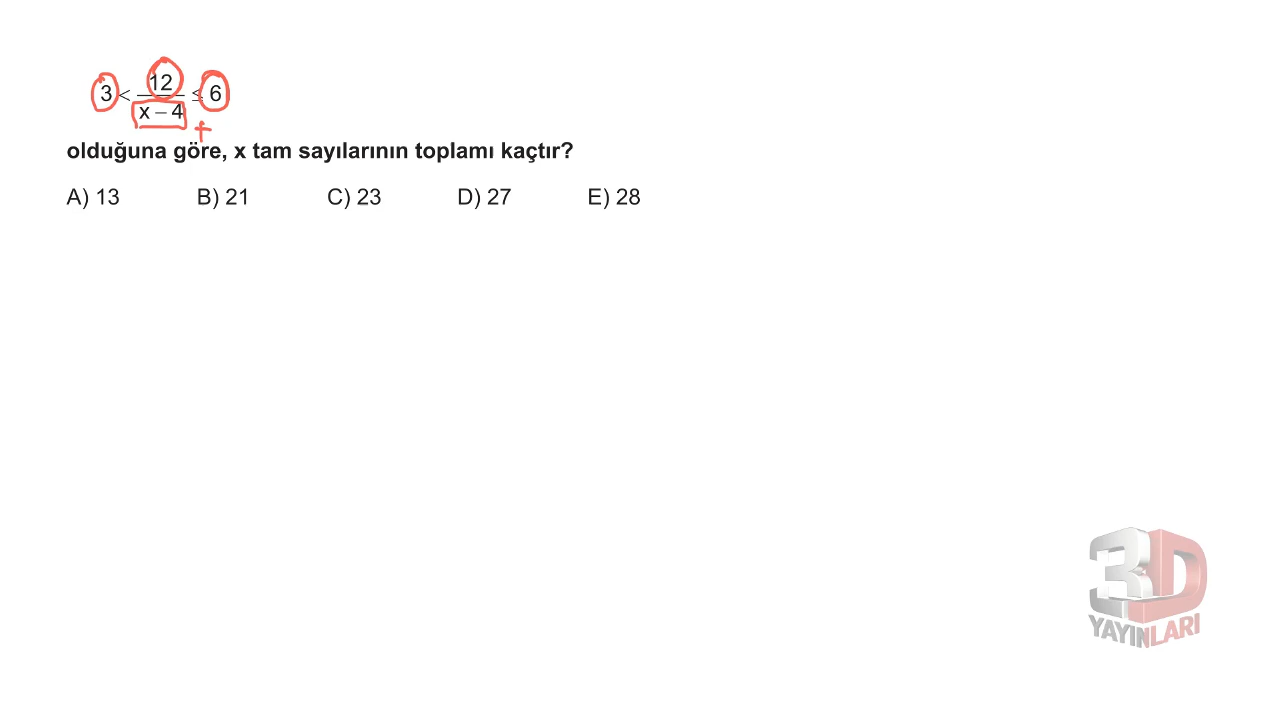 3 < 12 / (x – 4) ≤ 6
+
olduğuna göre, x tam sayılarının toplamı kaçtır?
A) 13 B) 21 C) 23 D) 27 E) 28
3D
YAYINLARI